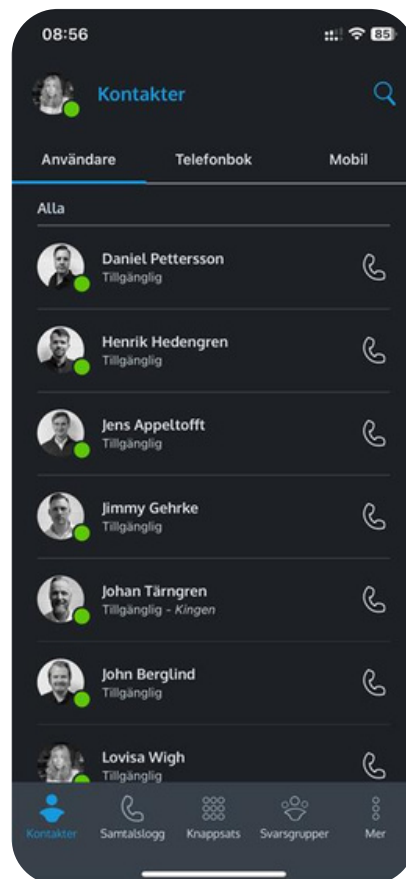 08:56
85
Kontakter
Användare Telefonbok Mobil
Alla
Daniel Pettersson
Tillgänglig
Henrik Hedengren
Tillgänglig
Jens Appeltofft
Tillgänglig
Jimmy Gehrke
Tillgänglig
Johan Tärngren
Tillgänglig - Kingen
John Berglind
Tillgänglig
Lovisa Wigh
Tillgänglig
Kontakter Samtalslogg Knappsats Svarsgrupper Mer